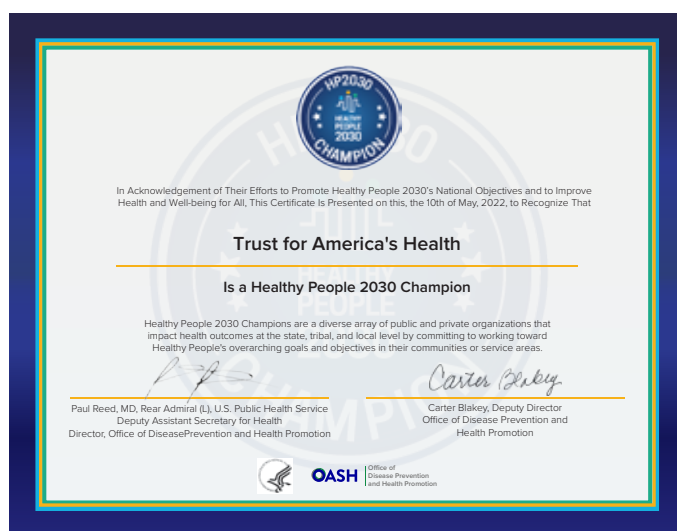 HP2030
HEALTHY
PEOPLE
2030
CHAMPION
In Acknowledgement of Their Efforts to Promote Healthy People 2030's National Objectives and to Improve
Health and Well-being for All, This Certificate Is Presented on this, the 10th of May, 2022, to Recognize That
Trust for America's Health
Is a Healthy People 2030 Champion
Healthy People 2030 Champions are a diverse array of public and private organizations that
impact health outcomes at the state, tribal, and local level by committing to working toward
Healthy People's overarching goals and objectives in their communities or service areas.
Carter Blakey
Paul Reed, MD, Rear Admiral (L), U.S. Public Health Service
Deputy Assistant Secretary for Health
Director, Office of DiseasePrevention and Health Promotion
Carter Blakey, Deputy Director
Office of Disease Prevention and
Health Promotion
OASH
Office of
Disease Prevention
and Health Promotion